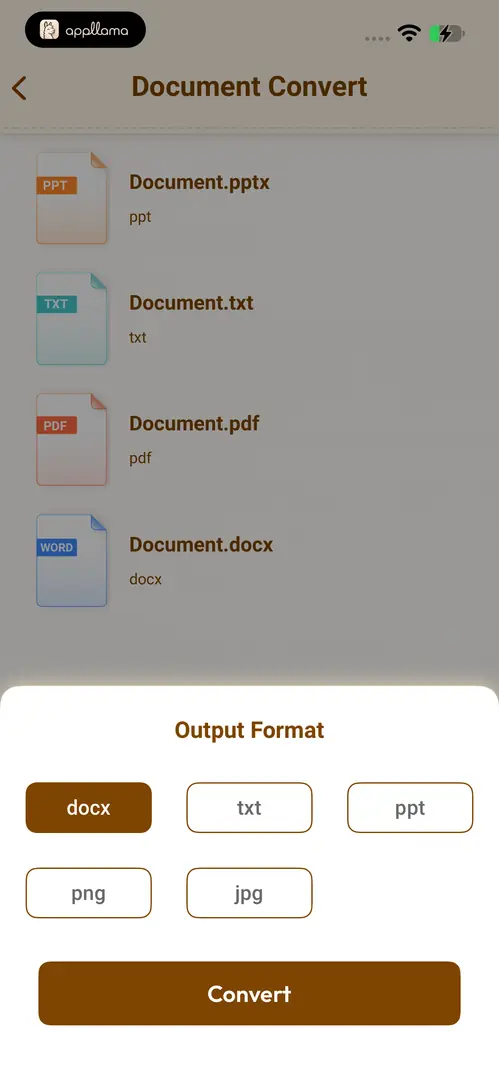 appllama
Document Convert
PPT
Document.pptx
ppt
TXT
Document.txt
txt
PDF
Document.pdf
pdf
WORD
Document.docx
docx
Output Format
docx txt ppt
png jpg
Convert